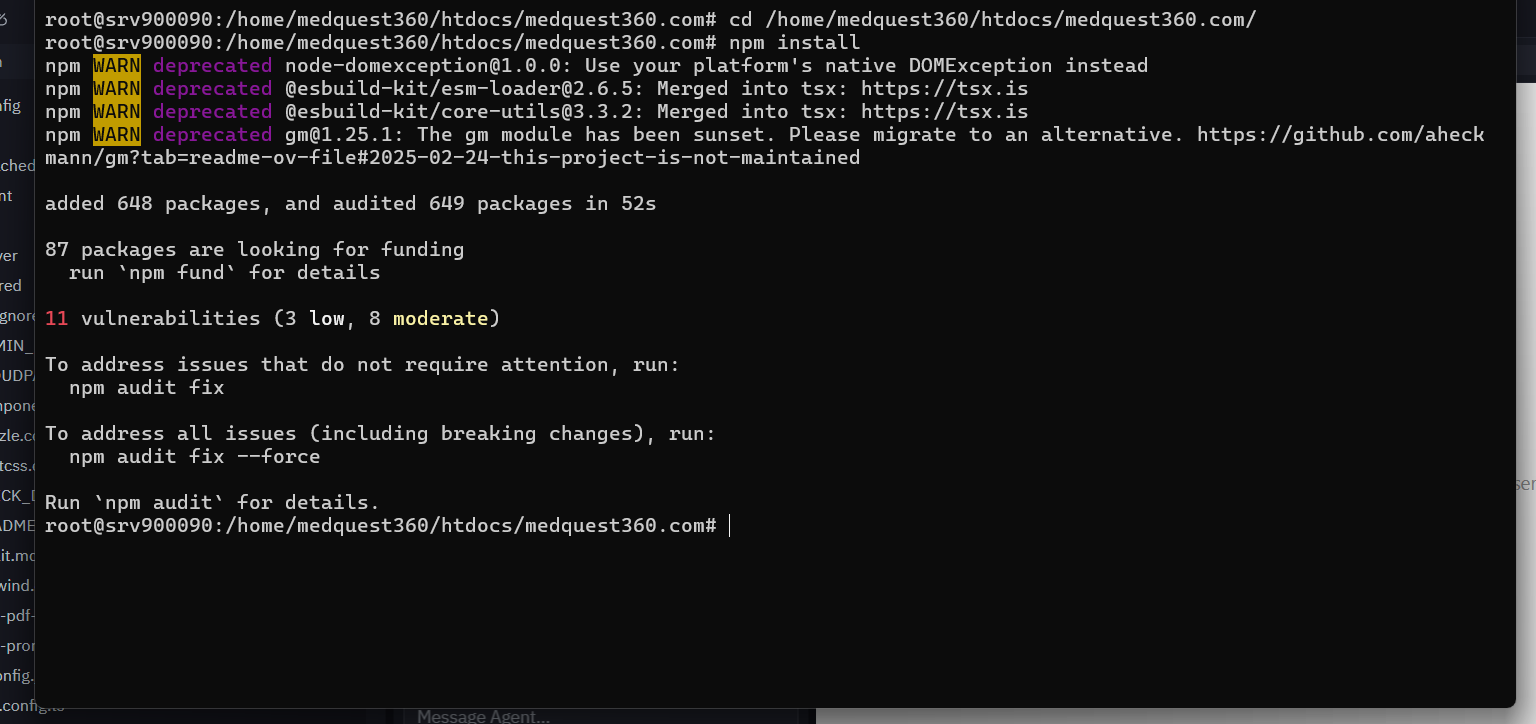 root@srv900090:/home/medquest360/htdocs/medquest360.com# cd /home/medquest360/htdocs/medquest360.com/
root@srv900090:/home/medquest360/htdocs/medquest360.com# npm install
npm WARN deprecated node-domexception@1.0.0: Use your platform's native DOMException instead
npm WARN deprecated @esbuild-kit/esm-loader@2.6.5: Merged into tsx: https://tsx.is
npm WARN deprecated @esbuild-kit/core-utils@3.3.2: Merged into tsx: https://tsx.is
npm WARN deprecated gm@1.25.1: The gm module has been sunset. Please migrate to an alternative. https://github.com/aheck
mann/gm?tab=readme-ov-file#2025-02-24-this-project-is-not-maintained
added 648 packages, and audited 649 packages in 52s
87 packages are looking for funding
run `npm fund` for details
11 vulnerabilities (3 low, 8 moderate)
To address issues that do not require attention, run:
npm audit fix
To address all issues (including breaking changes), run:
npm audit fix --force
Run `npm audit` for details.
root@srv900090:/home/medquest360/htdocs/medquest360.com#
Message Agent...